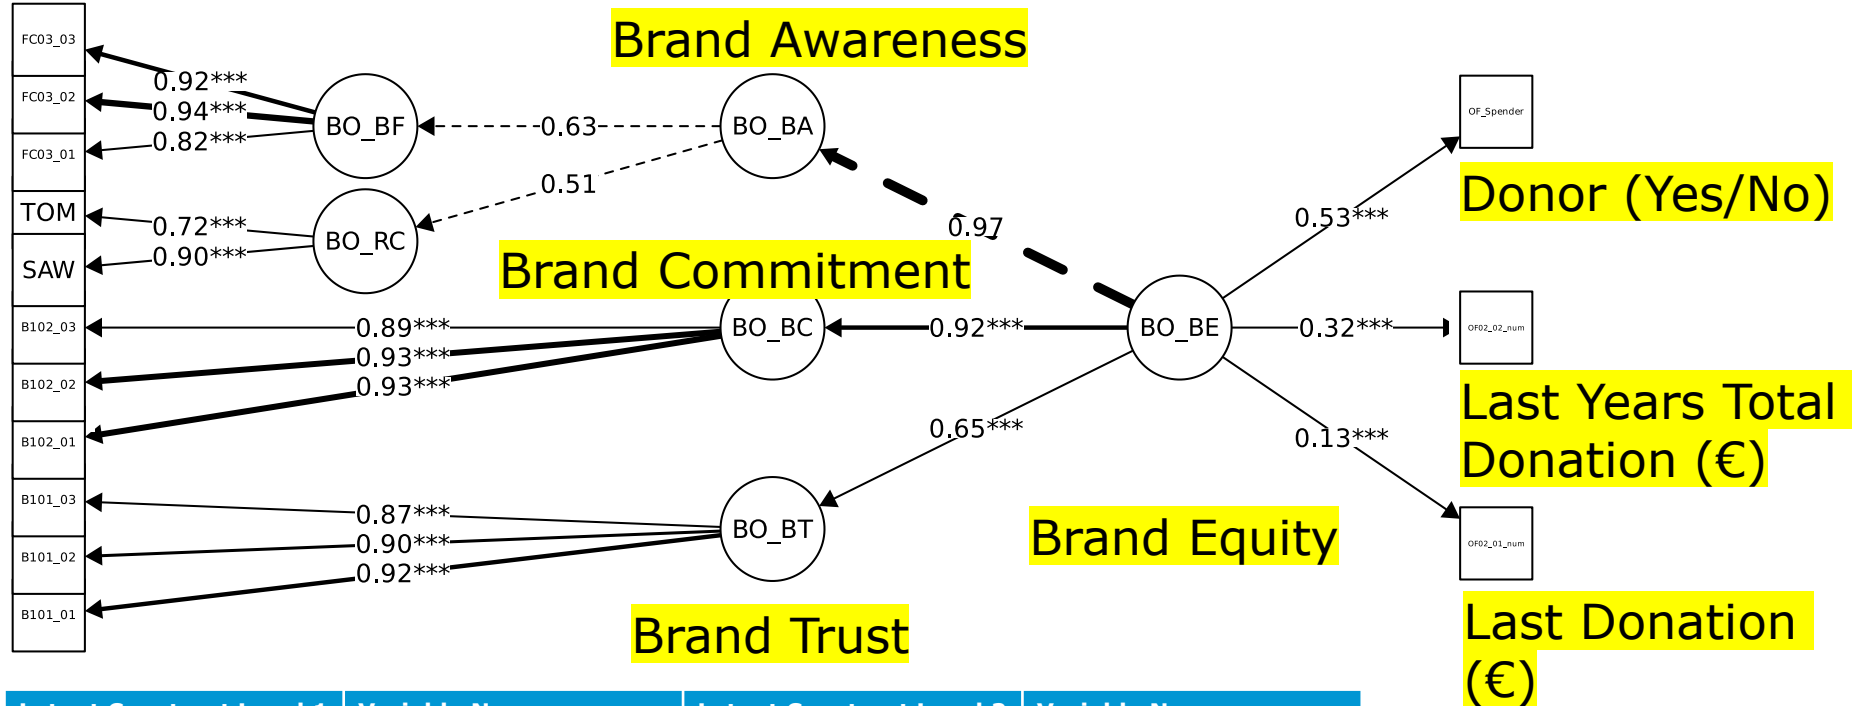 FC03_03
FC03_02
FC03_01
TOM
SAW
B102_03
B102_02
B102_01
B101_03
B101_02
B101_01
0.92***
0.94***
0.82***
0.72***
0.90***
0.89***
0.93***
0.93***
0.87***
0.90***
0.92***
BO_BF
BO_RC
0.63
0.51
Brand Awareness
BO_BA
Brand Commitment
BO_BC
BO_BT
Brand Trust
0.97
0.92***
0.65***
BO_BE
Brand Equity
0.53***
0.32***
0.13***
OF_Spender
Donor (Yes/No)
OF02_02_num
Last Years Total
Donation (€)
OF02_01_num
Last Donation
(€)